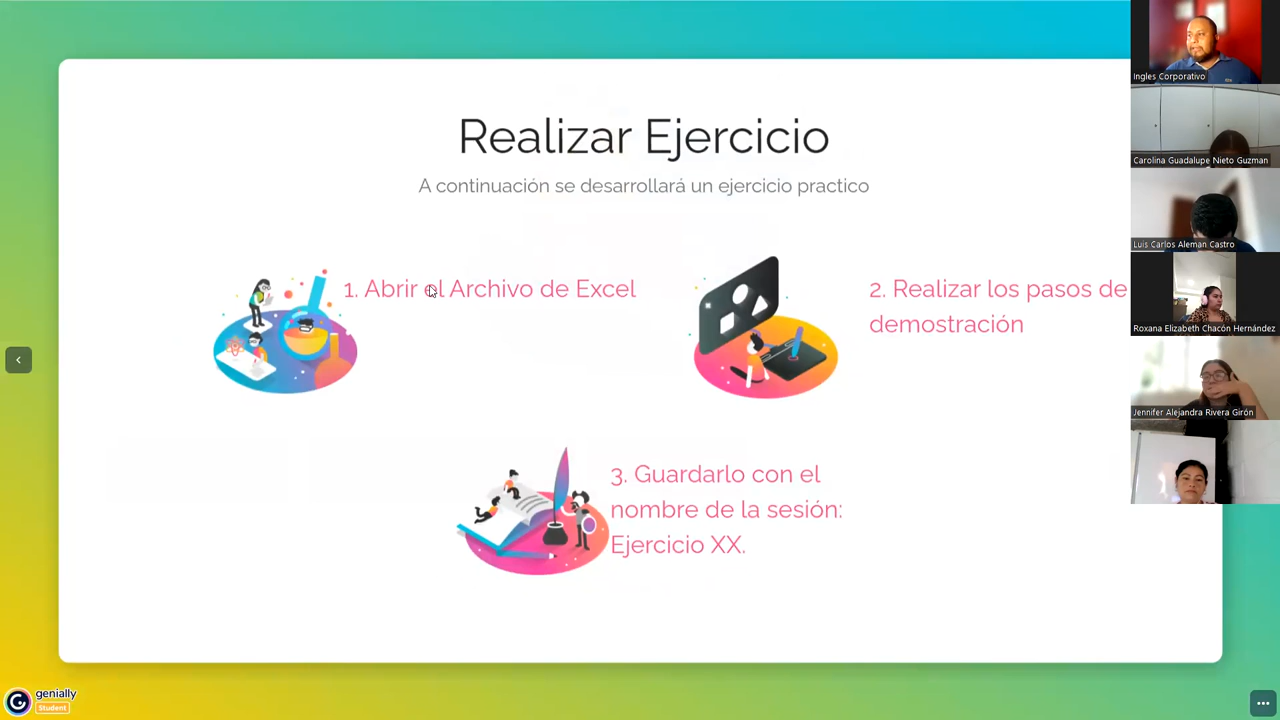 Realizar Ejercicio
A continuación se desarrollará un ejercicio practico
1. Abrir el Archivo de Excel
2. Realizar los pasos de
demostración
3. Guardarlo con el
nombre de la sesión:
Ejercicio XX.
Ingles Corporativo
Carolina Guadalupe Nieto Guzman
Luis Carlos Aleman Castro
Roxana Elizabeth Chacón Hernández
Jennifer Alejandra Rivera Girón
genially
Student